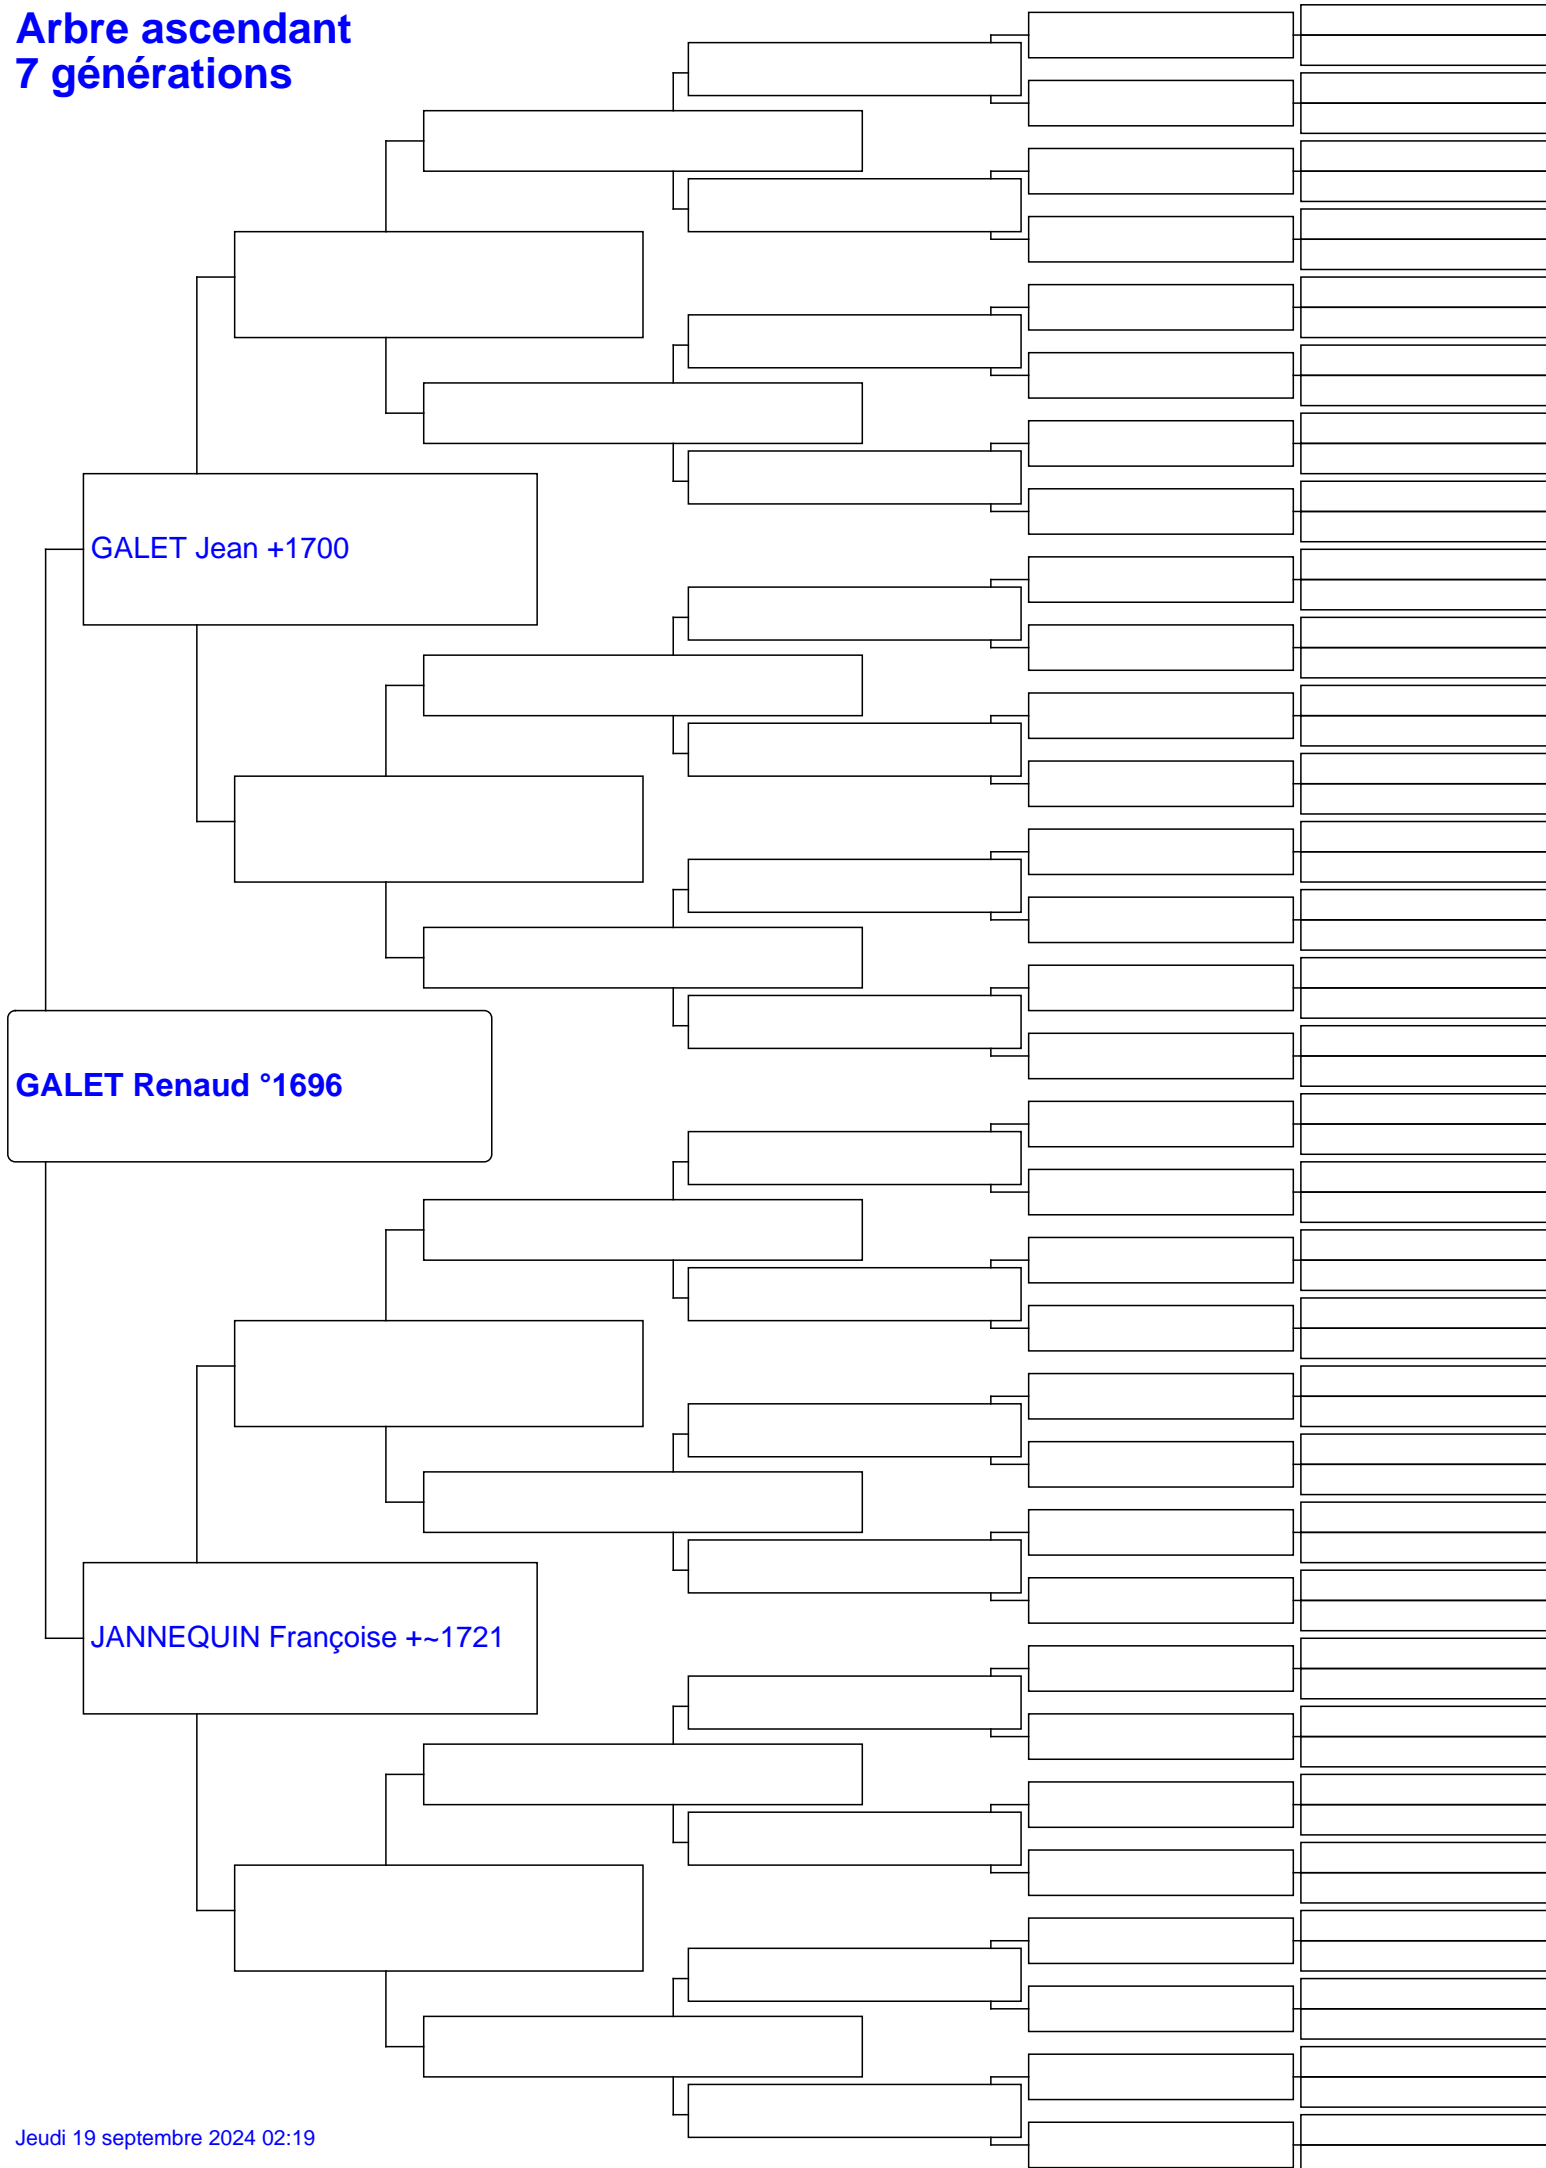 Arbre ascendant
7 générations
GALET Jean +1700
GALET Renaud °1696
JANNEQUIN Françoise +~1721
Jeudi 19 septembre 2024 02:19